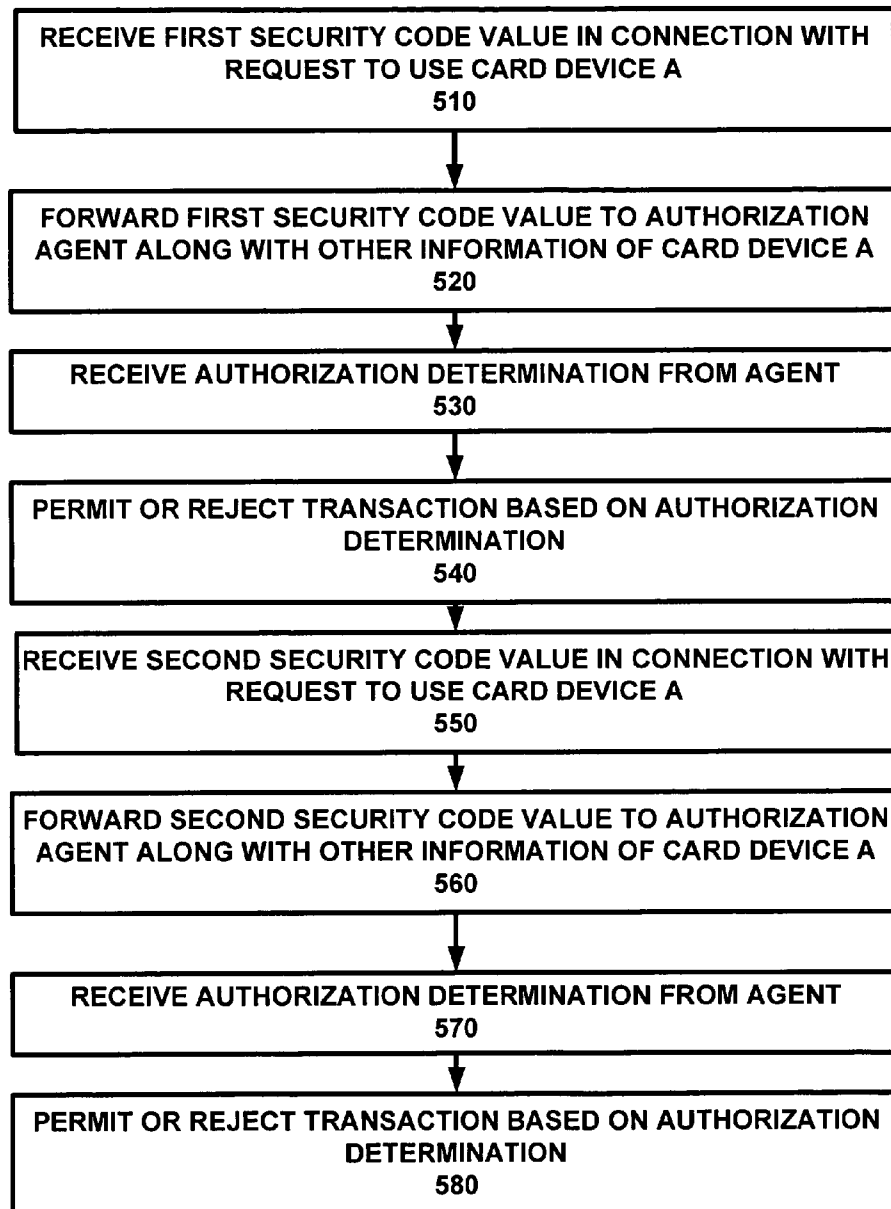 RECEIVE FIRST SECURITY CODE VALUE IN CONNECTION WITH
REQUEST TO USE CARD DEVICE A
510
FORWARD FIRST SECURITY CODE VALUE TO AUTHORIZATION
AGENT ALONG WITH OTHER INFORMATION OF CARD DEVICE A
520
RECEIVE AUTHORIZATION DETERMINATION FROM AGENT
530
PERMIT OR REJECT TRANSACTION BASED ON AUTHORIZATION
DETERMINATION
540
RECEIVE SECOND SECURITY CODE VALUE IN CONNECTION WITH
REQUEST TO USE CARD DEVICE A
550
FORWARD SECOND SECURITY CODE VALUE TO AUTHORIZATION
AGENT ALONG WITH OTHER INFORMATION OF CARD DEVICE A
560
RECEIVE AUTHORIZATION DETERMINATION FROM AGENT
570
PERMIT OR REJECT TRANSACTION BASED ON AUTHORIZATION
DETERMINATION
580